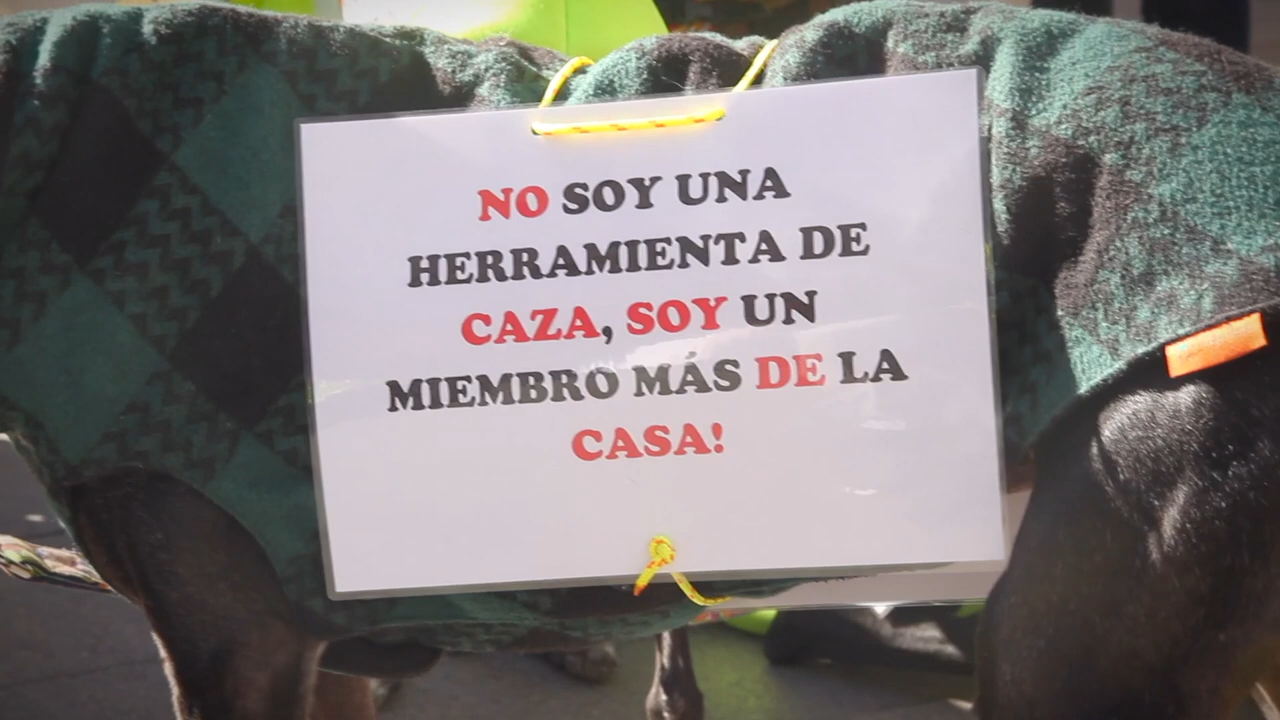 NO SOY UNA
HERRAMIENTA DE
CAZA, SOY UN
MIEMBRO MÁS DE LA
CASA!